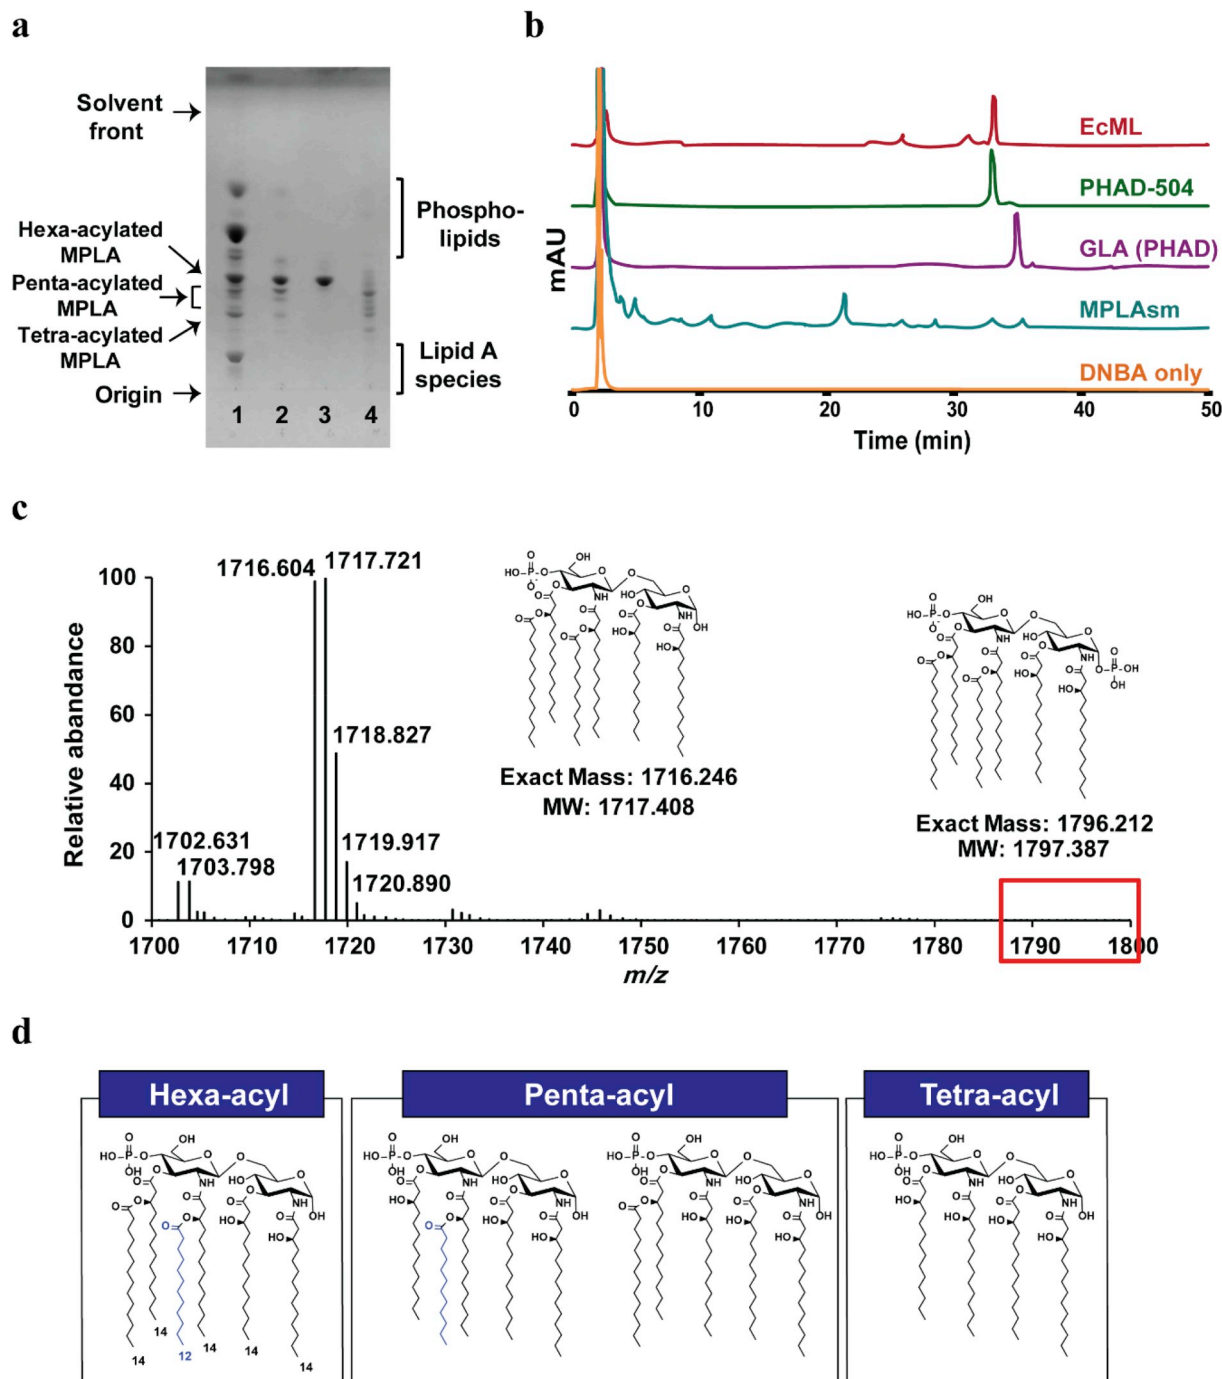 a
Solvent
front
Hexa-acylated
MPLA
Penta-acylated
MPLA
Tetra-acylated
MPLA
Origin
1 2 3 4
Phospho-
lipids
Lipid A
species
b
mAU
EcML
PHAD-504
GLA (PHAD)
MPLAsm
DNBA only
0 10 20 30 40 50
Time (min)
c
Relative abundance
100
80
60
40
20
0
1716.604
1717.721
1718.827
1702.631
1703.798
1719.917
1720.890
Exact Mass: 1716.246
MW: 1717.408
Exact Mass: 1796.212
MW: 1797.387
1700 1710 1720 1730 1740 1750 1760 1770 1780 1790 1800
m/z
d
Hexa-acyl
Penta-acyl
Tetra-acyl
14
14
12
14
14
14